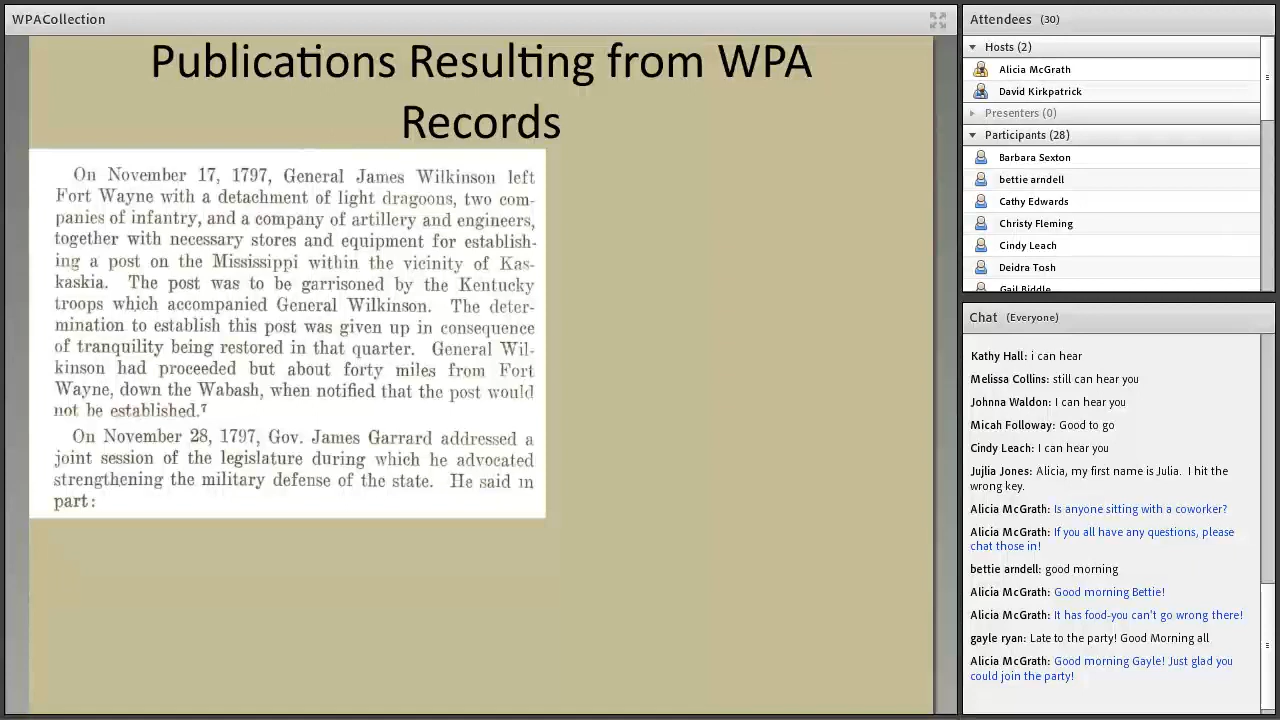 WPACollection
Publications Resulting from WPA
Records
On November 17, 1797, General James Wilkinson left
Fort Wayne with a detachment of light dragoons, two com-
panies of infantry, and a company of artillery and engineers,
together with necessary stores and equipment for establish-
ing a post on the Mississippi within the vicinity of Kas-
kaskia. The post was to be garrisoned by the Kentucky
troops which accompanied General Wilkinson. The deter-
mination to establish this post was given up in consequence
of tranquility being restored in that quarter. General Wil-
kinson had proceeded but about forty miles from Fort
Wayne, down the Wabash, when notified that the post would
not be established.⁷
On November 28, 1797, Gov. James Garrard addressed a
joint session of the legislature during which he advocated
strengthening the military defense of the state. He said in
part:
Attendees (30)
Hosts (2)
Alicia McGrath
David Kirkpatrick
Presenters (0)
Participants (28)
Barbara Sexton
bettie arndell
Cathy Edwards
Christy Fleming
Cindy Leach
Deidra Tosh
Gail Biddle
Chat (Everyone)
Kathy Hall: i can hear
Melissa Collins: still can hear you
Johnna Waldon: I can hear you
Micah Followay: Good to go
Cindy Leach: I can hear you
Jujlia Jones: Alicia, my first name is Julia. I hit the
wrong key.
Alicia McGrath: Is anyone sitting with a coworker?
Alicia McGrath: If you all have any questions, please
chat those in!
bettie arndell: good morning
Alicia McGrath: Good morning Bettie!
Alicia McGrath: It has food-you can't go wrong there!
gayle ryan: Late to the party! Good Morning all
Alicia McGrath: Good morning Gayle! Just glad you
could join the party!